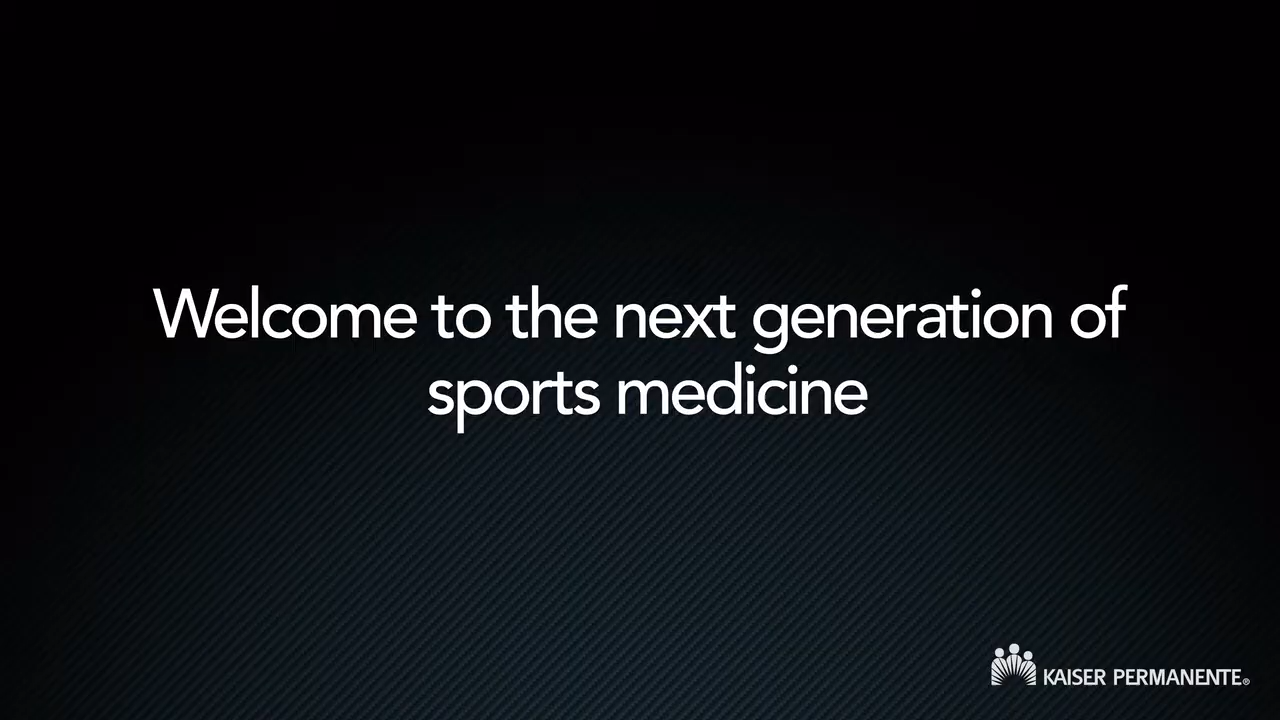 Welcome to the next generation of
sports medicine
KAISER PERMANENTE®